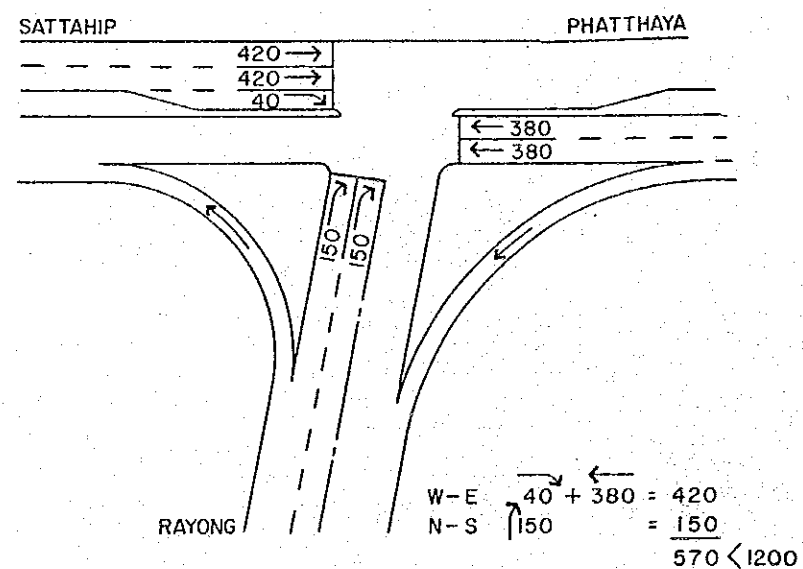 SATTAHIP
PHATTHAYA
420 →
420 →
40
← 380
← 380
150
150
RAYONG
W-E 40 + 380 = 420
N-S 150 = 150
570 < 1200